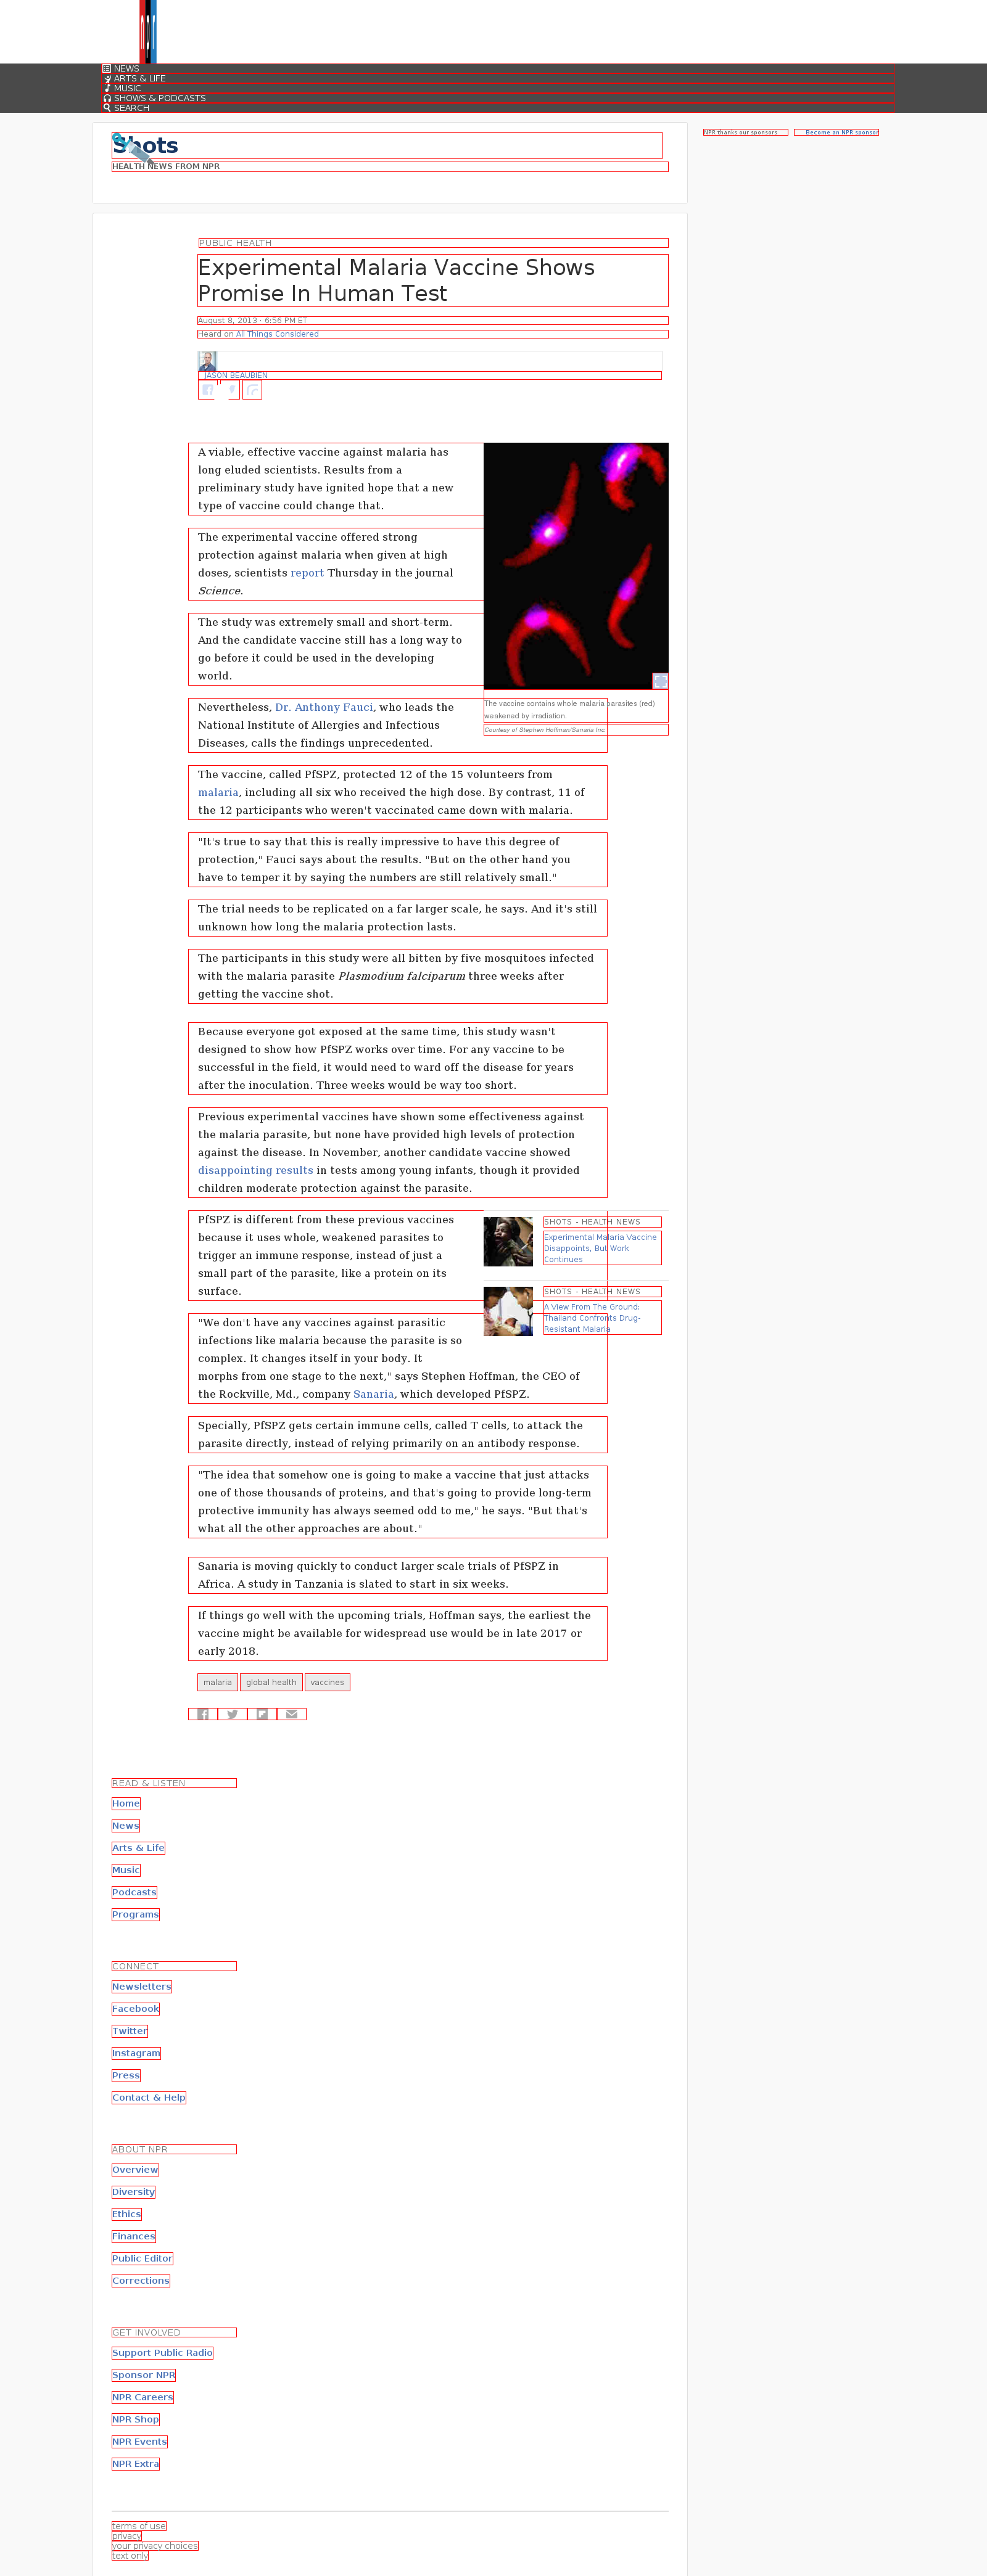 NEWS
ARTS & LIFE
MUSIC
SHOWS & PODCASTS
SEARCH
Shots
HEALTH NEWS FROM NPR
NPR thanks our sponsors
Become an NPR sponsor
PUBLIC HEALTH
Experimental Malaria Vaccine Shows
Promise In Human Test
August 8, 2013 · 6:56 PM ET
Heard on All Things Considered
JASON BEAUBIEN
A viable, effective vaccine against malaria has
long eluded scientists. Results from a
preliminary study have ignited hope that a new
type of vaccine could change that.
The experimental vaccine offered strong
protection against malaria when given at high
doses, scientists report Thursday in the journal
Science.
The study was extremely small and short-term.
And the candidate vaccine still has a long way to
go before it could be used in the developing
world.
The vaccine contains whole malaria parasites (red)
weakened by irradiation.
Courtesy of Stephen Hoffman/Sanaria Inc.
Nevertheless, Dr. Anthony Fauci, who leads the
National Institute of Allergies and Infectious
Diseases, calls the findings unprecedented.
The vaccine, called PfSPZ, protected 12 of the 15 volunteers from
malaria, including all six who received the high dose. By contrast, 11 of
the 12 participants who weren't vaccinated came down with malaria.
"It's true to say that this is really impressive to have this degree of
protection," Fauci says about the results. "But on the other hand you
have to temper it by saying the numbers are still relatively small."
The trial needs to be replicated on a far larger scale, he says. And it's still
unknown how long the malaria protection lasts.
The participants in this study were all bitten by five mosquitoes infected
with the malaria parasite Plasmodium falciparum three weeks after
getting the vaccine shot.
Because everyone got exposed at the same time, this study wasn't
designed to show how PfSPZ works over time. For any vaccine to be
successful in the field, it would need to ward off the disease for years
after the inoculation. Three weeks would be way too short.
Previous experimental vaccines have shown some effectiveness against
the malaria parasite, but none have provided high levels of protection
against the disease. In November, another candidate vaccine showed
disappointing results in tests among young infants, though it provided
children moderate protection against the parasite.
PfSPZ is different from these previous vaccines
because it uses whole, weakened parasites to
trigger an immune response, instead of just a
small part of the parasite, like a protein on its
surface.
SHOTS - HEALTH NEWS
Experimental Malaria Vaccine
Disappoints, But Work
Continues
SHOTS - HEALTH NEWS
A View From The Ground:
Thailand Confronts Drug-
Resistant Malaria
"We don't have any vaccines against parasitic
infections like malaria because the parasite is so
complex. It changes itself in your body. It
morphs from one stage to the next," says Stephen Hoffman, the CEO of
the Rockville, Md., company Sanaria, which developed PfSPZ.
Specially, PfSPZ gets certain immune cells, called T cells, to attack the
parasite directly, instead of relying primarily on an antibody response.
"The idea that somehow one is going to make a vaccine that just attacks
one of those thousands of proteins, and that's going to provide long-term
protective immunity has always seemed odd to me," he says. "But that's
what all the other approaches are about."
Sanaria is moving quickly to conduct larger scale trials of PfSPZ in
Africa. A study in Tanzania is slated to start in six weeks.
If things go well with the upcoming trials, Hoffman says, the earliest the
vaccine might be available for widespread use would be in late 2017 or
early 2018.
malaria global health vaccines
READ & LISTEN
Home
News
Arts & Life
Music
Podcasts
Programs
CONNECT
Newsletters
Facebook
Twitter
Instagram
Press
Contact & Help
ABOUT NPR
Overview
Diversity
Ethics
Finances
Public Editor
Corrections
GET INVOLVED
Support Public Radio
Sponsor NPR
NPR Careers
NPR Shop
NPR Events
NPR Extra
terms of use
privacy
your privacy choices
text only